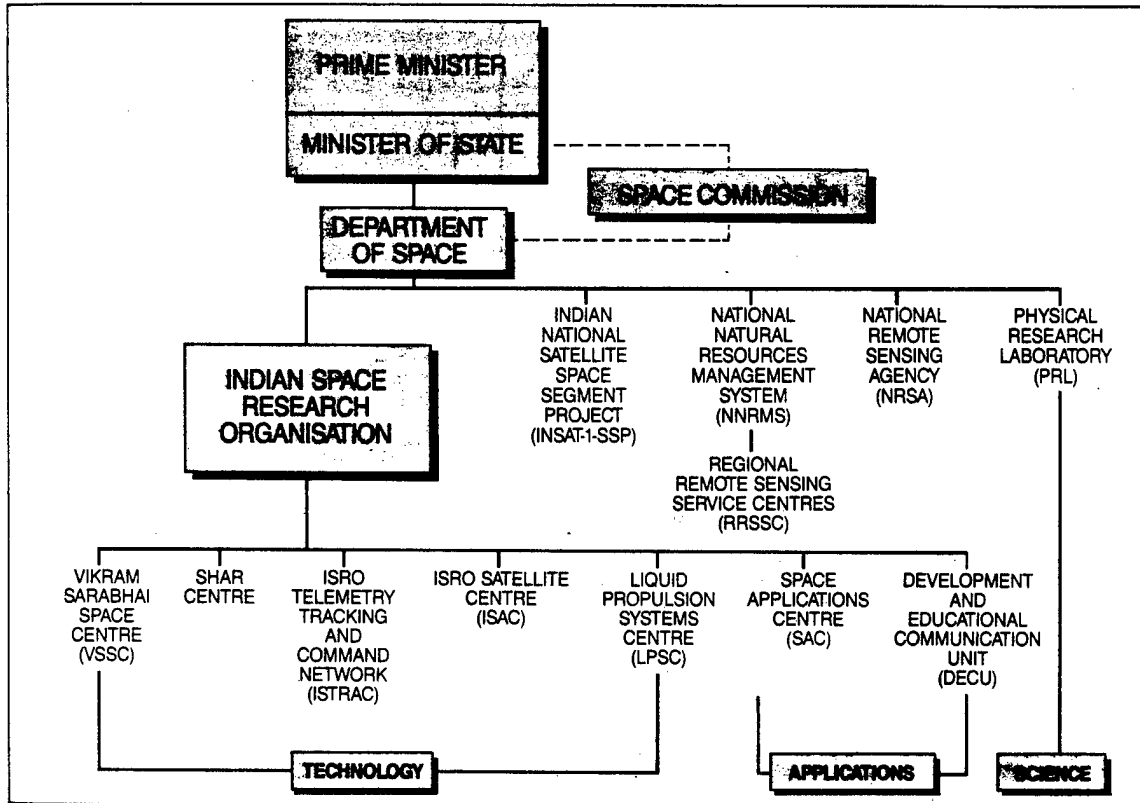 PRIME MINISTER
MINISTER OF STATE
SPACE COMMISSION
DEPARTMENT
OF SPACE
INDIAN SPACE
RESEARCH
ORGANISATION
INDIAN
NATIONAL
SATELLITE
SPACE
SEGMENT
PROJECT
(INSAT-1-SSP)
NATIONAL
NATURAL
RESOURCES
MANAGEMENT
SYSTEM
(NNRMS)
REGIONAL
REMOTE SENSING
SERVICE CENTRES
(RRSSC)
NATIONAL
REMOTE
SENSING
AGENCY
(NRSA)
PHYSICAL
RESEARCH
LABORATORY
(PRL)
VIKRAM
SARABHAI
SPACE
CENTRE
(VSSC)
SHAR
CENTRE
ISRO
TELEMETRY
TRACKING
AND
COMMAND
NETWORK
(ISTRAC)
ISRO SATELLITE
CENTRE
(ISAC)
LIQUID
PROPULSION
SYSTEMS
CENTRE
(LPSC)
SPACE
APPLICATIONS
CENTRE
(SAC)
DEVELOPMENT
AND
EDUCATIONAL
COMMUNICATION
UNIT
(DECU)
TECHNOLOGY
APPLICATIONS
SCIENCE